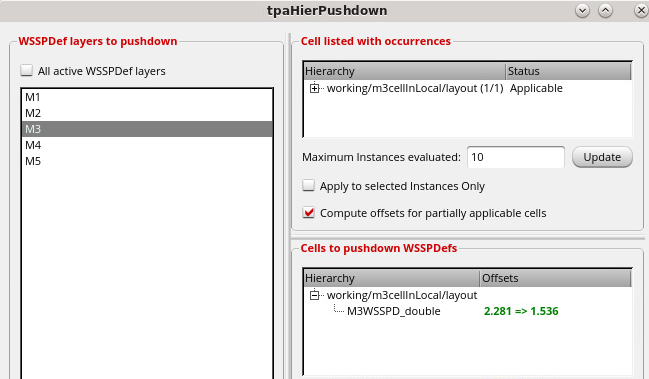 tpaHierPushdown
WSSPDef layers to pushdown
All active WSSPDef layers
M1
M2
M3
M4
M5
Cell listed with occurrences
Hierarchy Status
working/m3cellInLocal/layout (1/1) Applicable
Maximum Instances evaluated: 10 Update
Apply to selected Instances Only
Compute offsets for partially applicable cells
Cells to pushdown WSSPDefs
Hierarchy Offsets
working/m3cellInLocal/layout
M3WSSPD_double 2.281 => 1.536